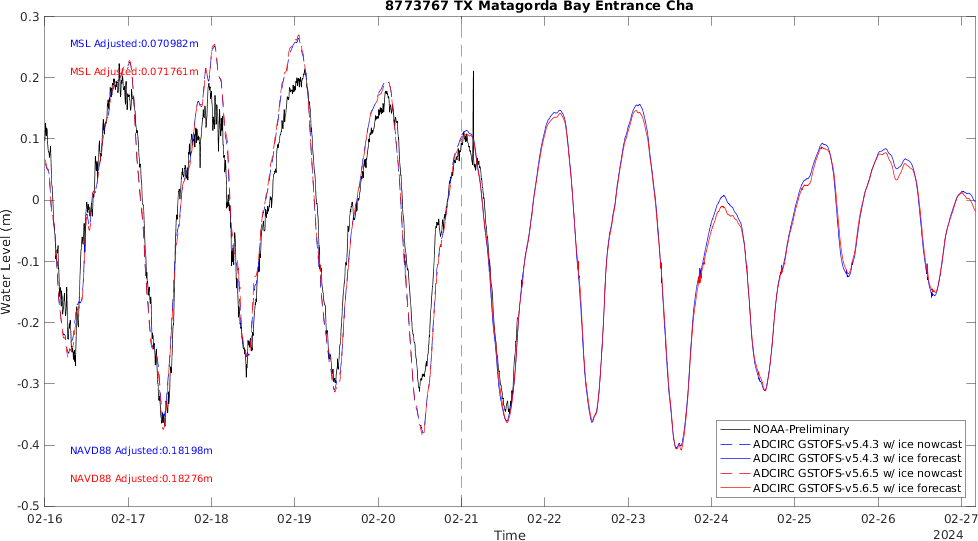 8773767 TX Matagorda Bay Entrance Cha
0.3
0.2
0.1
0
-0.1
-0.2
-0.3
-0.4
-0.5
Water Level (m)
MSL Adjusted:0.070982m
MSL Adjusted:0.071761m
NAVD88 Adjusted:0.18198m
NAVD88 Adjusted:0.18276m
NOAA-Preliminary
ADCIRC GSTOFS-v5.4.3 w/ ice nowcast
ADCIRC GSTOFS-v5.4.3 w/ ice forecast
ADCIRC GSTOFS-v5.6.5 w/ ice nowcast
ADCIRC GSTOFS-v5.6.5 w/ ice forecast
02-16 02-17 02-18 02-19 02-20 02-21 02-22 02-23 02-24 02-25 02-26 02-27
Time 2024